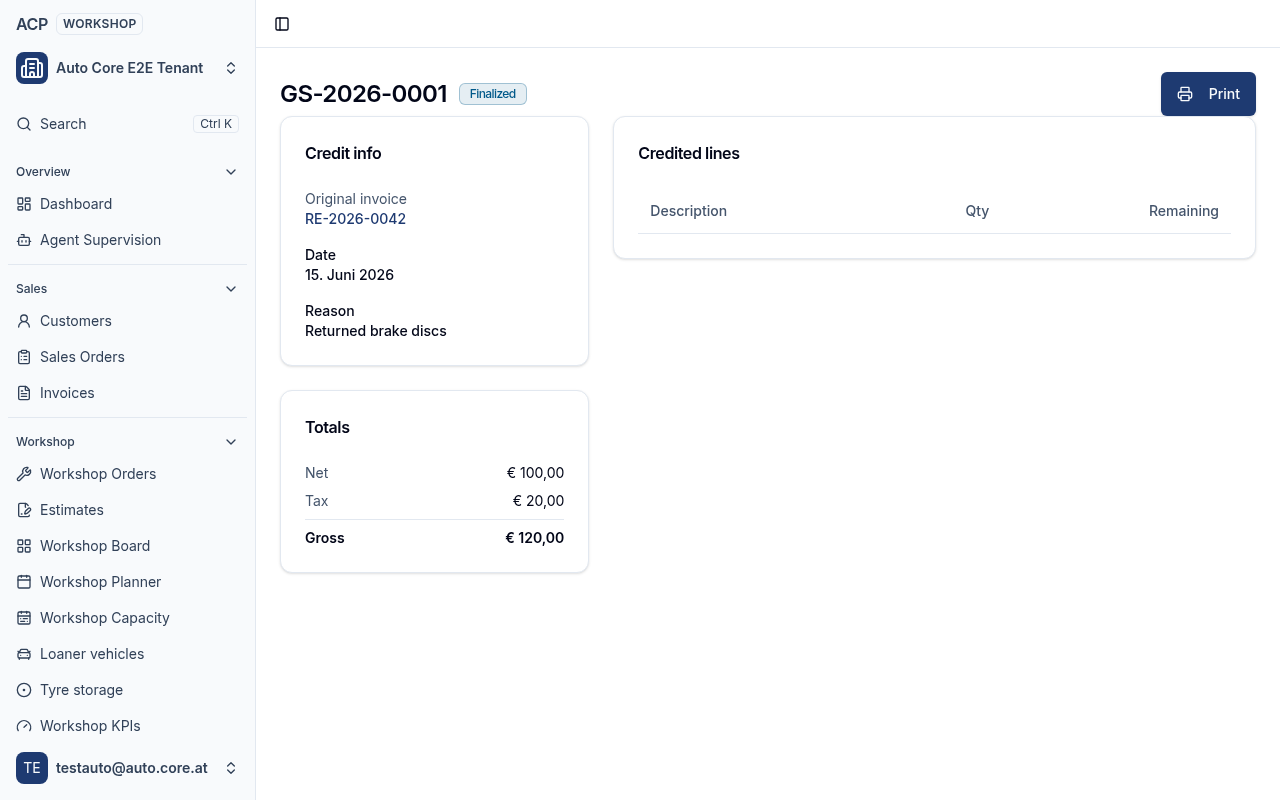 ACP WORKSHOP
Auto Core E2E Tenant
Search Ctrl K
Overview
Dashboard
Agent Supervision
Sales
Customers
Sales Orders
Invoices
Workshop
Workshop Orders
Estimates
Workshop Board
Workshop Planner
Workshop Capacity
Loaner vehicles
Tyre storage
Workshop KPIs
TE testauto@auto.core.at
GS-2026-0001 Finalized
Print
Credit info
Original invoice
RE-2026-0042
Date
15. Juni 2026
Reason
Returned brake discs
Totals
Net € 100,00
Tax € 20,00
Gross € 120,00
Credited lines
Description Qty Remaining